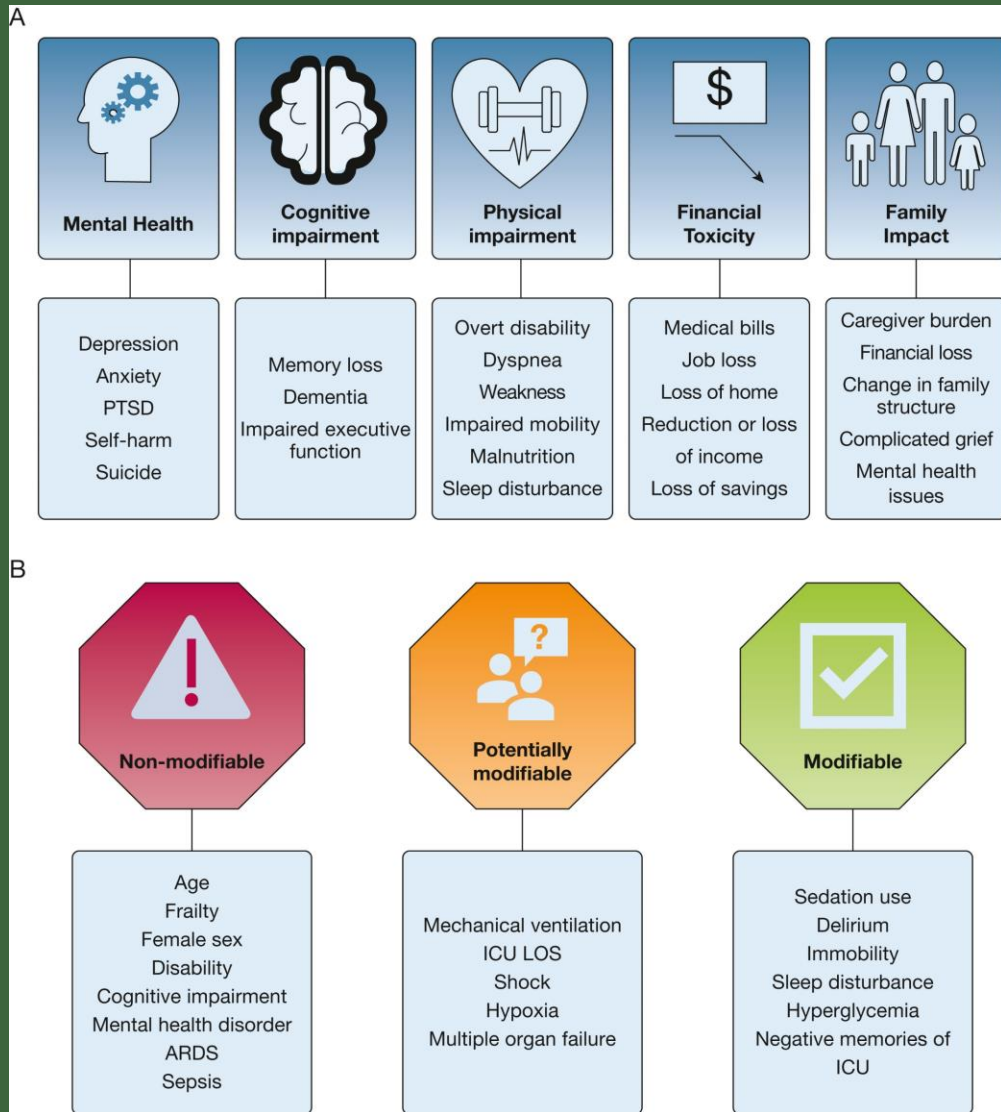 A
Mental Health
Cognitive
impairment
Physical
impairment
$
Financial
Toxicity
Family
Impact
Depression
Anxiety
PTSD
Self-harm
Suicide
Memory loss
Dementia
Impaired executive
function
Overt disability
Dyspnea
Weakness
Impaired mobility
Malnutrition
Sleep disturbance
Medical bills
Job loss
Loss of home
Reduction or loss
of income
Loss of savings
Caregiver burden
Financial loss
Change in family
structure
Complicated grief
Mental health
issues
B
!
Non-modifiable
?
Potentially
modifiable
Modifiable
Age
Frailty
Female sex
Disability
Cognitive impairment
Mental health disorder
ARDS
Sepsis
Mechanical ventilation
ICU LOS
Shock
Hypoxia
Multiple organ failure
Sedation use
Delirium
Immobility
Sleep disturbance
Hyperglycemia
Negative memories of
ICU